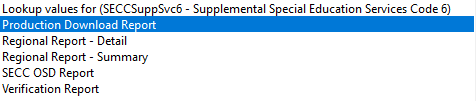 Lookup values for (SECCSuppSvc6 - Supplemental Special Education Services Code 6)
Production Download Report
Regional Report - Detail
Regional Report - Summary
SECC OSD Report
Verification Report